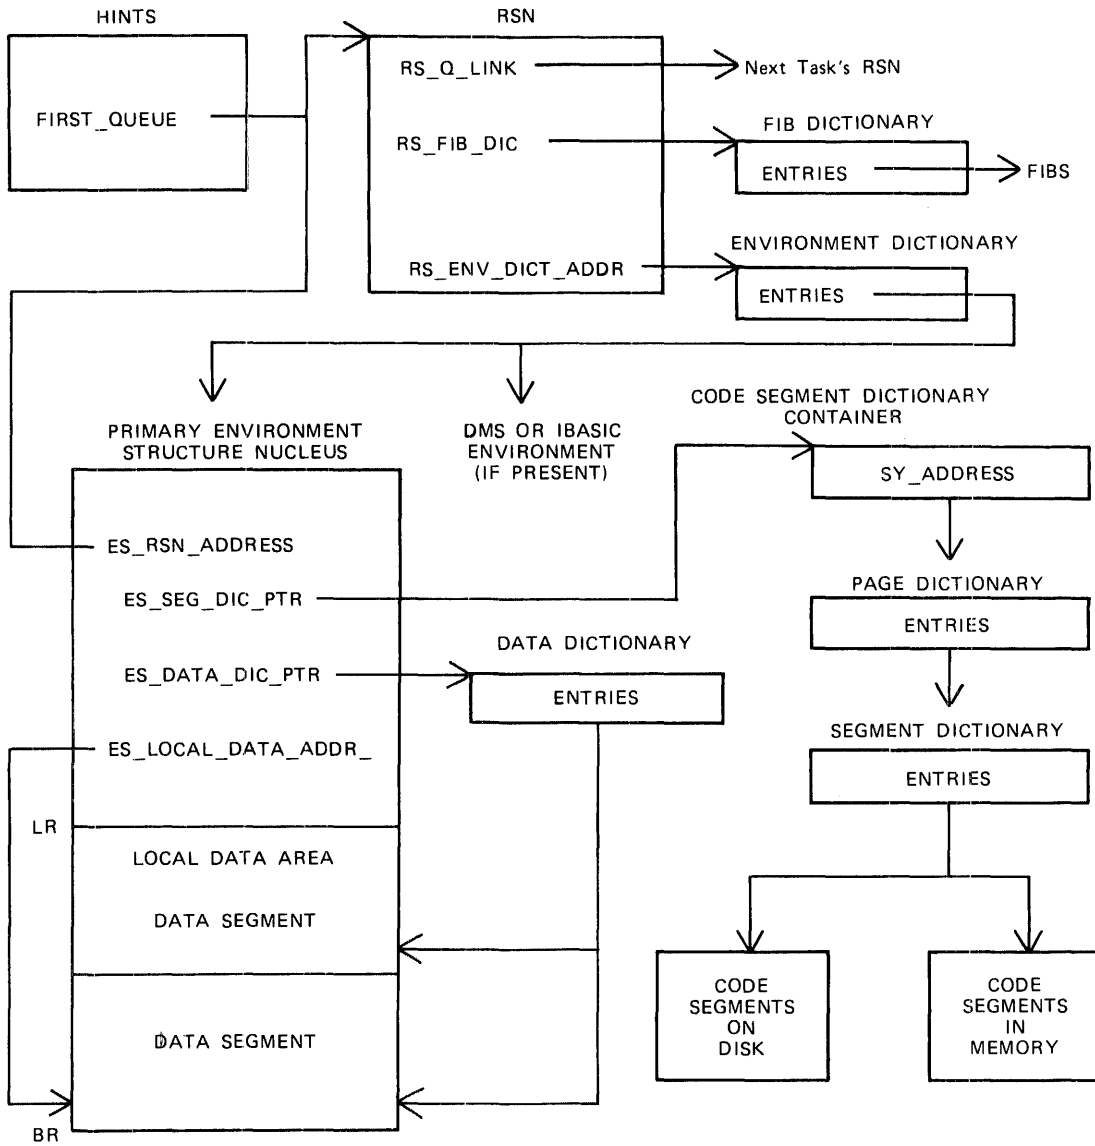 HINTS
RSN
RS_Q_LINK
Next Task's RSN
FIRST_QUEUE
FIB DICTIONARY
RS_FIB_DIC
ENTRIES
FIBS
ENVIRONMENT DICTIONARY
RS_ENV_DICT_ADDR
ENTRIES
CODE SEGMENT DICTIONARY
CONTAINER
PRIMARY ENVIRONMENT
STRUCTURE NUCLEUS
DMS OR IBASIC
ENVIRONMENT
(IF PRESENT)
SY_ADDRESS
ES_RSN_ADDRESS
PAGE DICTIONARY
ES_SEG_DIC_PTR
ENTRIES
DATA DICTIONARY
ES_DATA_DIC_PTR
ENTRIES
SEGMENT DICTIONARY
ES_LOCAL_DATA_ADDR_
ENTRIES
LR
LOCAL DATA AREA
DATA SEGMENT
CODE
SEGMENTS
ON
DISK
CODE
SEGMENTS
IN
MEMORY
DATA SEGMENT
BR